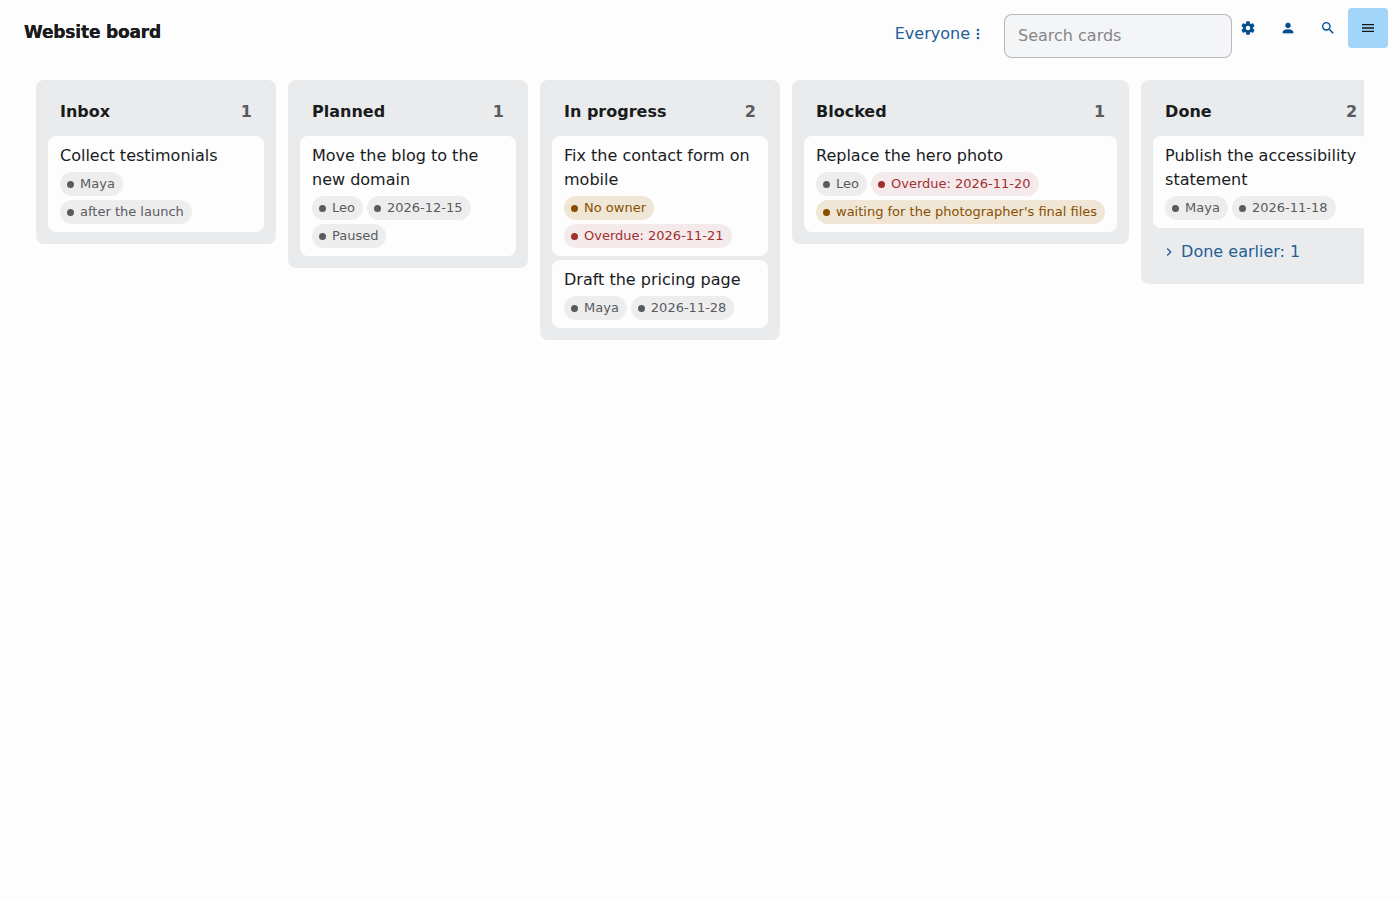 Website board
Everyone
Search cards
Inbox 1
Collect testimonials
Maya
after the launch
Planned 1
Move the blog to the
new domain
Leo 2026-12-15
Paused
In progress 2
Fix the contact form on
mobile
No owner
Overdue: 2026-11-21
Draft the pricing page
Maya 2026-11-28
Blocked 1
Replace the hero photo
Leo Overdue: 2026-11-20
waiting for the photographer's final files
Done 2
Publish the accessibility
statement
Maya 2026-11-18
Done earlier: 1